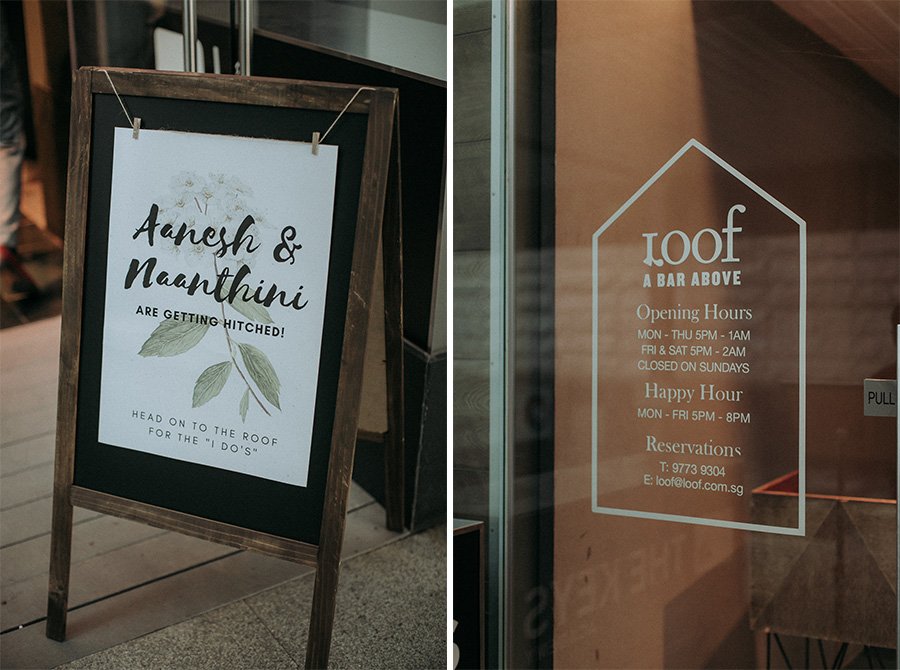 Aanesh &
Naanthini
ARE GETTING HITCHED!
HEAD ON TO THE ROOF
FOR THE "I DO'S"
Loof
A BAR ABOVE
Opening Hours
MON - THU 5PM - 1AM
FRI & SAT 5PM - 2AM
CLOSED ON SUNDAYS
Happy Hour
MON - FRI 5PM - 8PM
Reservations
T: 9773 9304
E: loof@loof.com.sg
PULL
THE KEYS